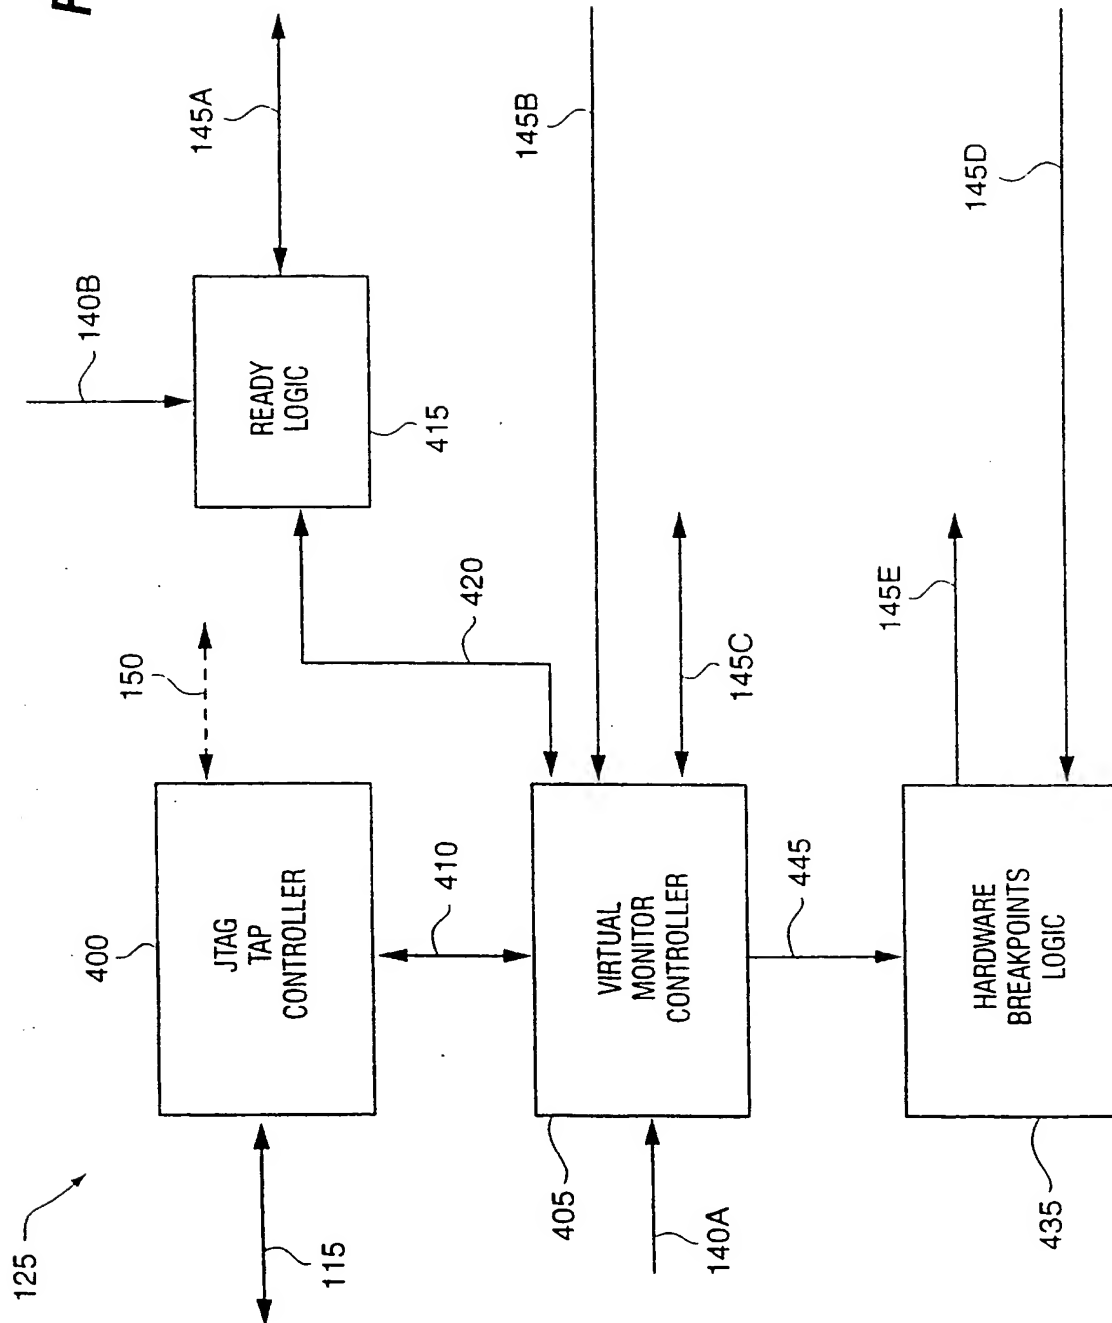 125
400
140B
150
145A
JTAG
TAP
CONTROLLER
READY
LOGIC
115
415
410
420
145B
405
VIRTUAL
MONITOR
CONTROLLER
140A
145C
445
145E
145D
HARDWARE
BREAKPOINTS
LOGIC
435